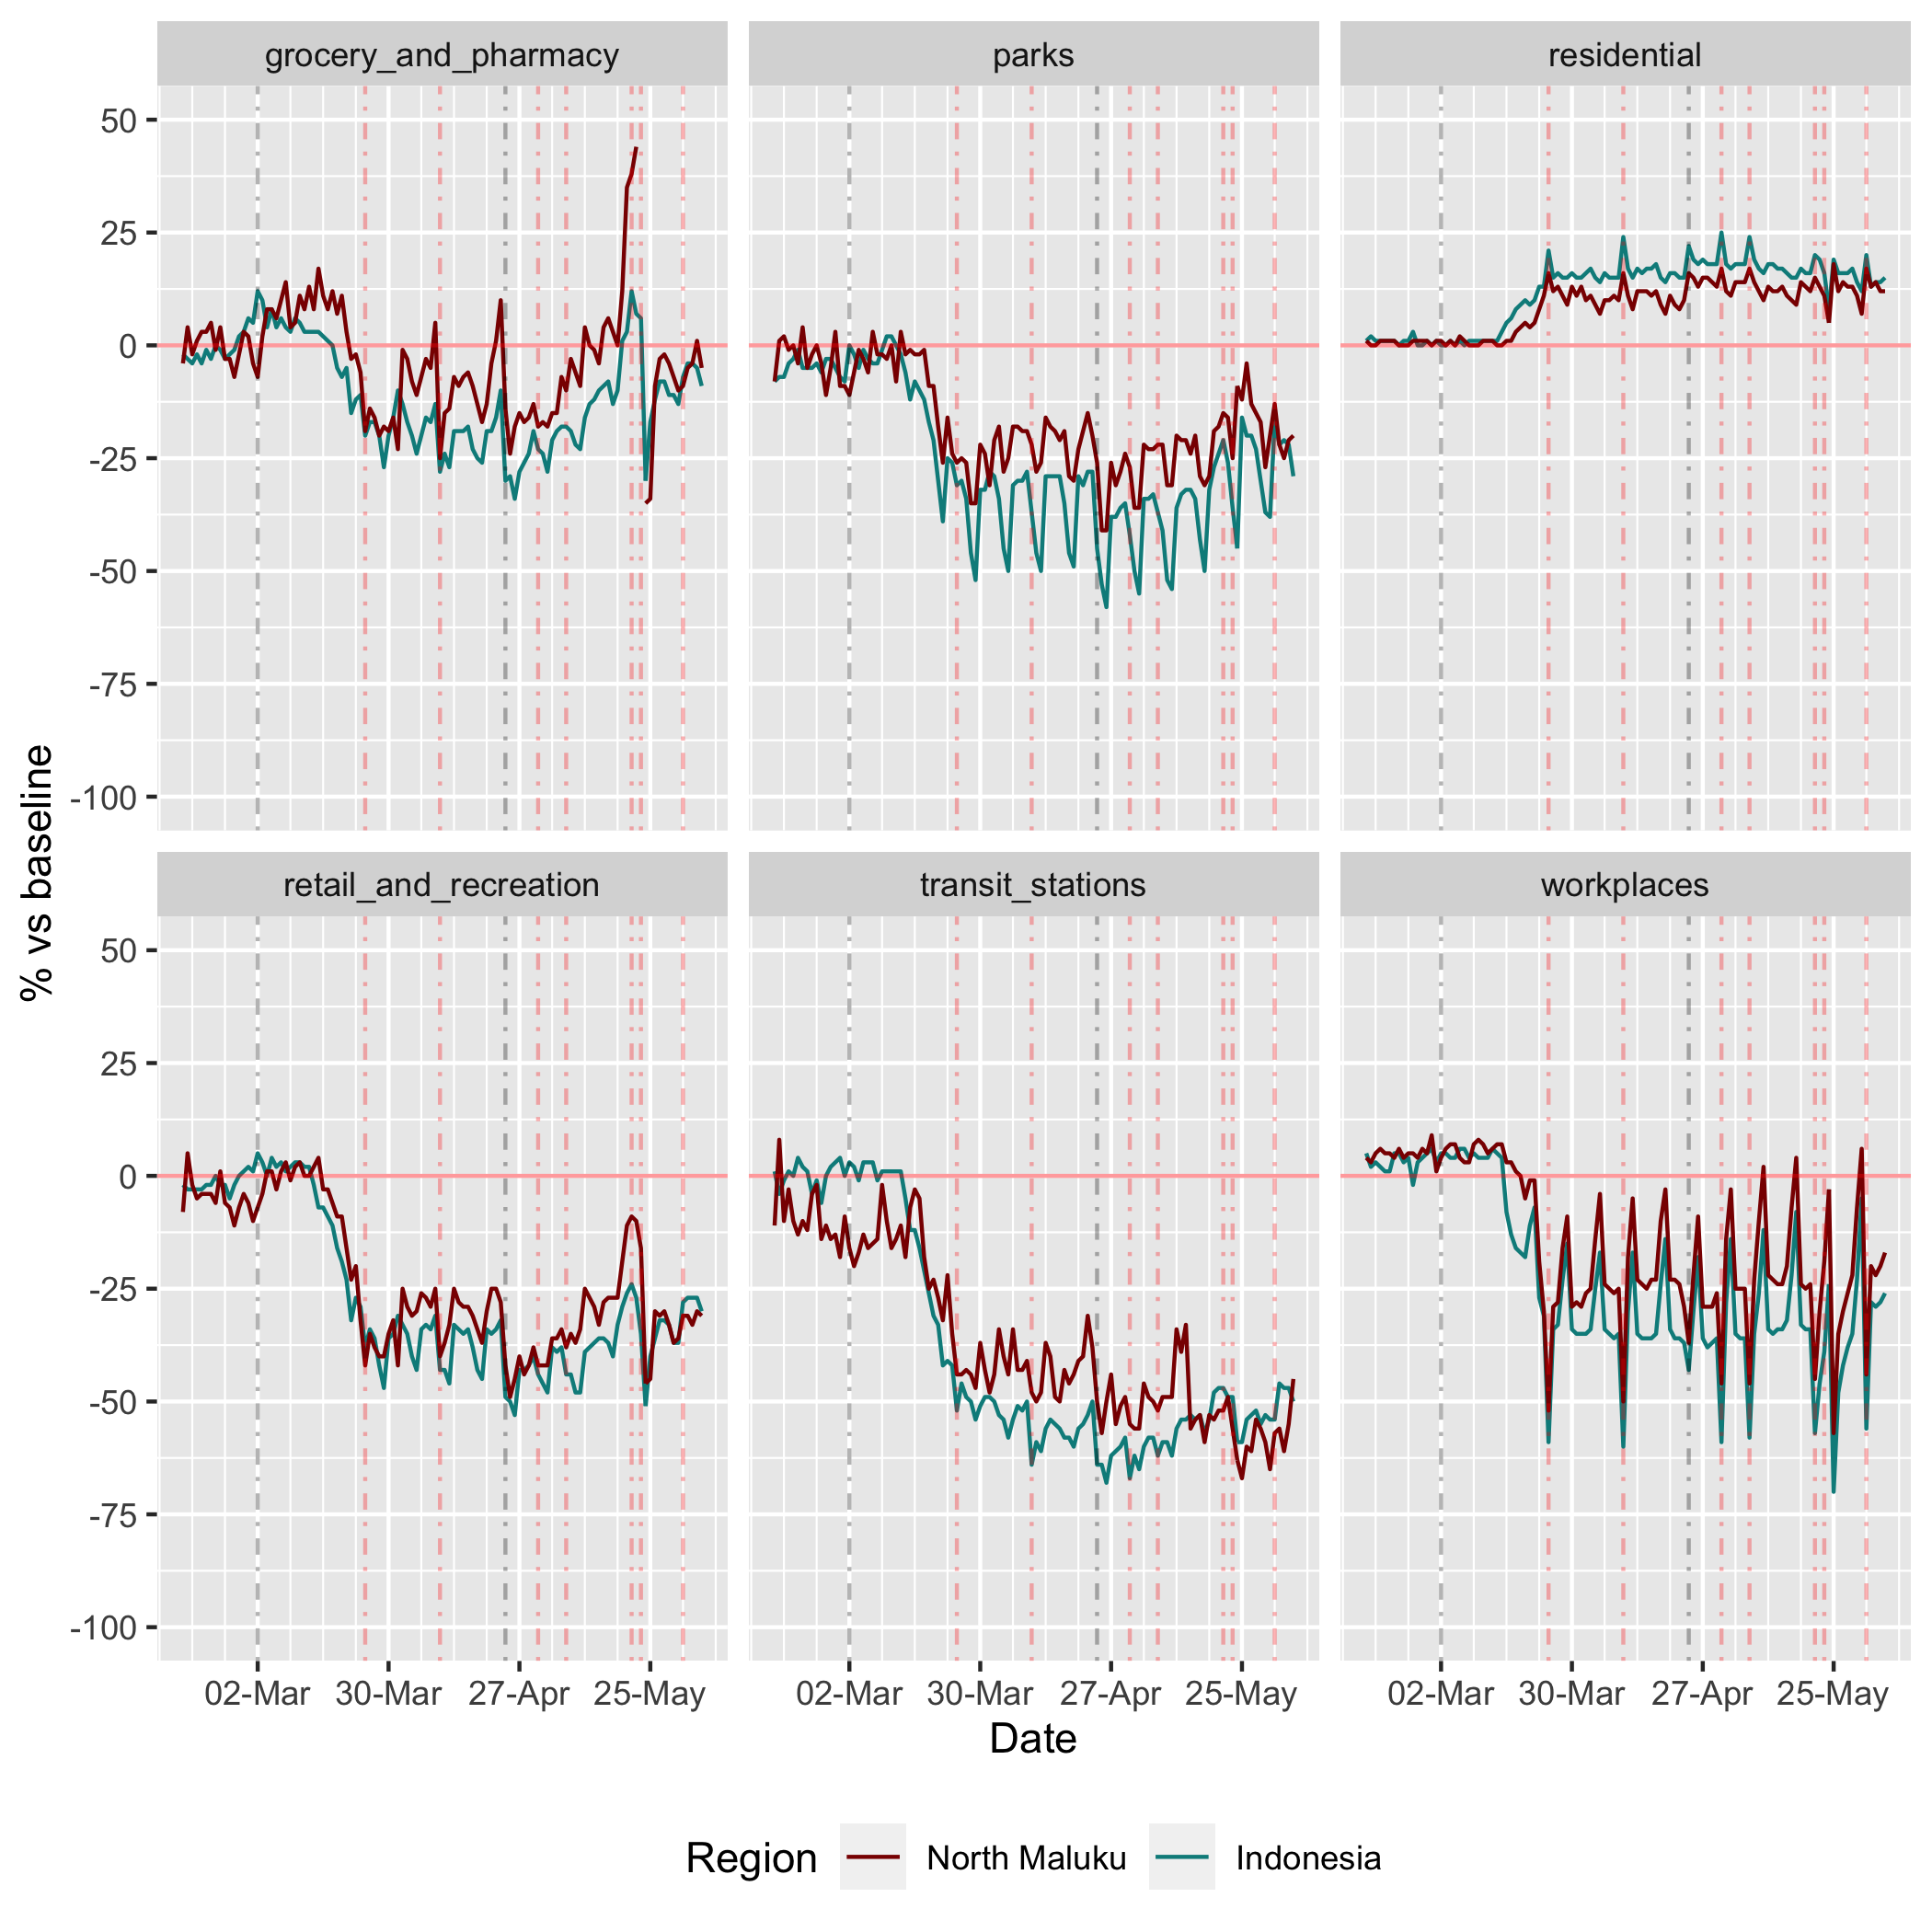 grocery_and_pharmacy parks residential
50
25
0
-25
-50
-75
-100
% vs baseline
retail_and_recreation transit_stations workplaces
50
25
0
-25
-50
-75
-100
02-Mar 30-Mar 27-Apr 25-May 02-Mar 30-Mar 27-Apr 25-May 02-Mar 30-Mar 27-Apr 25-May
Date
Region North Maluku Indonesia